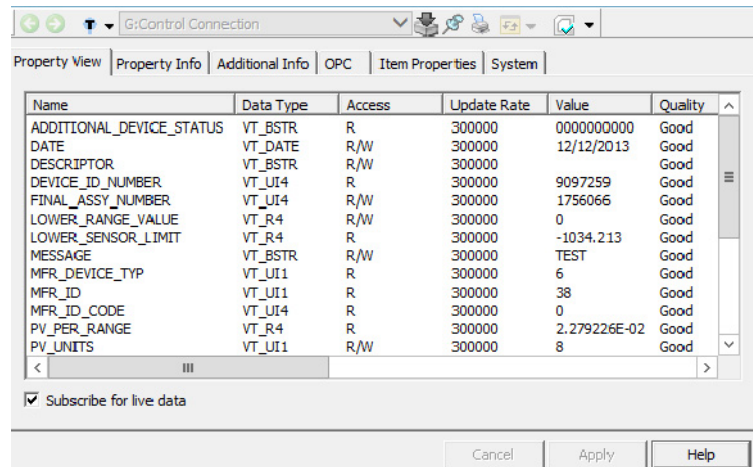 G:Control Connection
Property View Property Info Additional Info OPC Item Properties System
Name Data Type Access Update Rate Value Quality
ADDITIONAL_DEVICE_STATUS VT_BSTR R 300000 0000000000 Good
DATE VT_DATE R/W 300000 12/12/2013 Good
DESCRIPTOR VT_BSTR R/W 300000 Good
DEVICE_ID_NUMBER VT_UI4 R 300000 9097259 Good
FINAL_ASSY_NUMBER VT_UI4 R/W 300000 1756066 Good
LOWER_RANGE_VALUE VT_R4 R/W 300000 0 Good
LOWER_SENSOR_LIMIT VT_R4 R 300000 -1034.213 Good
MESSAGE VT_BSTR R/W 300000 TEST Good
MFR_DEVICE_TYP VT_UI1 R 300000 6 Good
MFR_ID VT_UI1 R 300000 38 Good
MFR_ID_CODE VT_UI4 R 300000 0 Good
PV_PER_RANGE VT_R4 R 300000 2.279226E-02 Good
PV_UNITS VT_UI1 R/W 300000 8 Good
Subscribe for live data
Cancel Apply Help